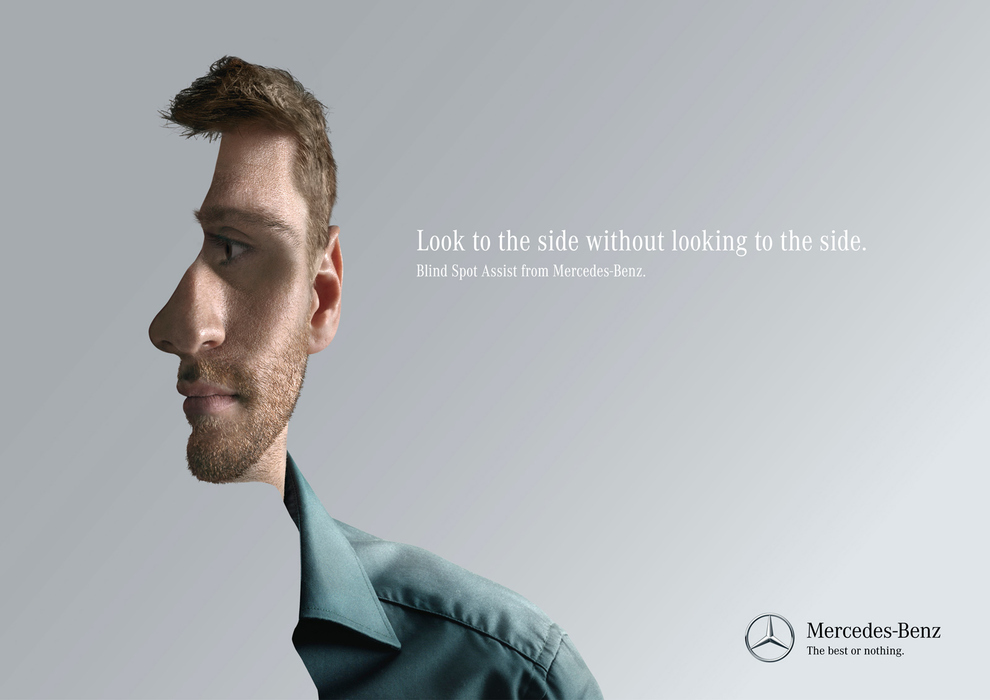 Look to the side without looking to the side.
Blind Spot Assist from Mercedes-Benz.
Mercedes-Benz
The best or nothing.